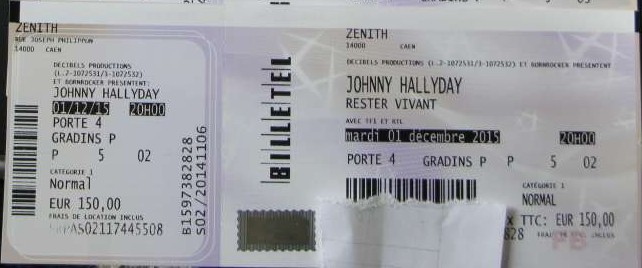 ZENITH
RUE JOSEPH PHILIPPON
14000 CAEN
DECIBELS PRODUCTIONS
(L.2-1072531/3-1072532)
ET BORNROCKER PRESENTENT:
JOHNNY HALLYDAY
01/12/15 20H00
PORTE 4
GRADINS P
P 5 02
CATEGORIE 1
Normal
EUR 150,00
FRAIS DE LOCATION INCLUS
PAS02117445508
B1597382828
S02/20141106
BILLETEL
ZENITH
14000 CAEN
DECIBELS PRODUCTIONS (L.2-1072531/3-1072532) ET BORNROCKER PRESENTENT
JOHNNY HALLYDAY
RESTER VIVANT
AVEC TF1 ET RTL
mardi 01 décembre 2015 20H00
PORTE 4 GRADINS P P 5 02
CATEGORIE 1
NORMAL
TTC: EUR 150,00
828
INCLUS
FB